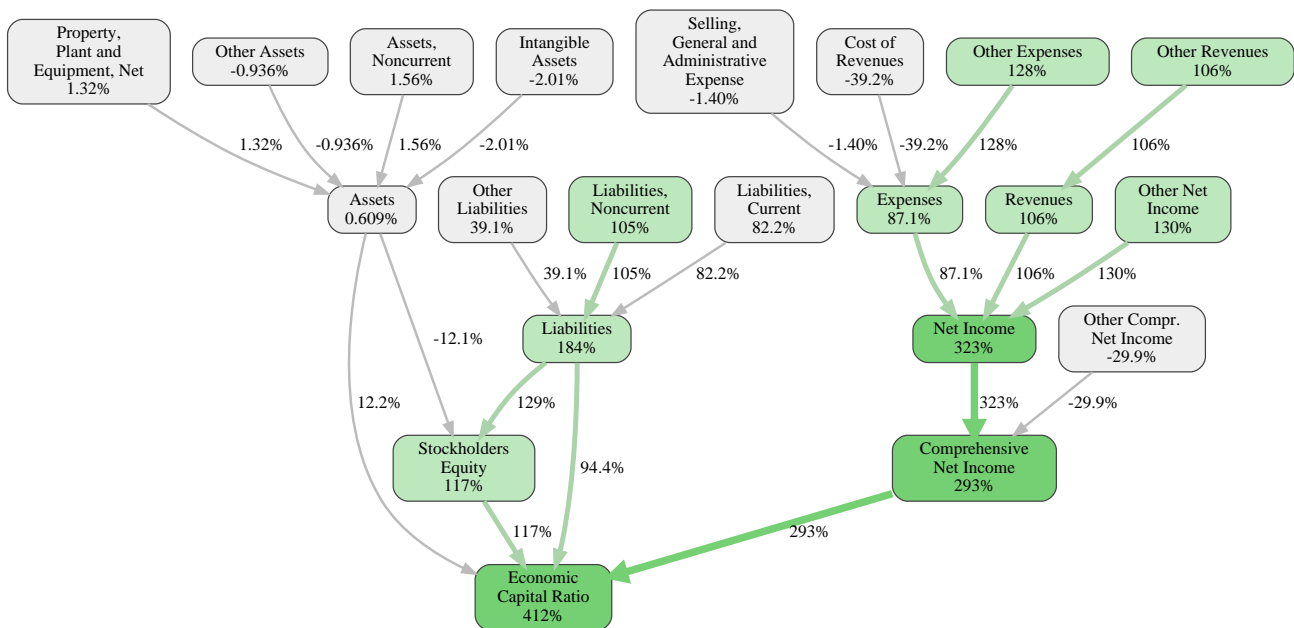 Property,
Plant and
Equipment, Net
1.32%
Other Assets
-0.936%
Assets,
Noncurrent
1.56%
Intangible
Assets
-2.01%
Selling,
General and
Administrative
Expense
-1.40%
Cost of
Revenues
-39.2%
Other Expenses
128%
Other Revenues
106%
1.32%
-0.936%
1.56%
-2.01%
-1.40%
-39.2%
128%
106%
Assets
0.609%
Other
Liabilities
39.1%
Liabilities,
Noncurrent
105%
Liabilities,
Current
82.2%
Expenses
87.1%
Revenues
106%
Other Net
Income
130%
39.1%
105%
82.2%
87.1%
106%
130%
Liabilities
184%
Net Income
323%
Other Compr.
Net Income
-29.9%
-12.1%
12.2%
129%
94.4%
323%
-29.9%
Stockholders
Equity
117%
Comprehensive
Net Income
293%
117%
293%
Economic
Capital Ratio
412%